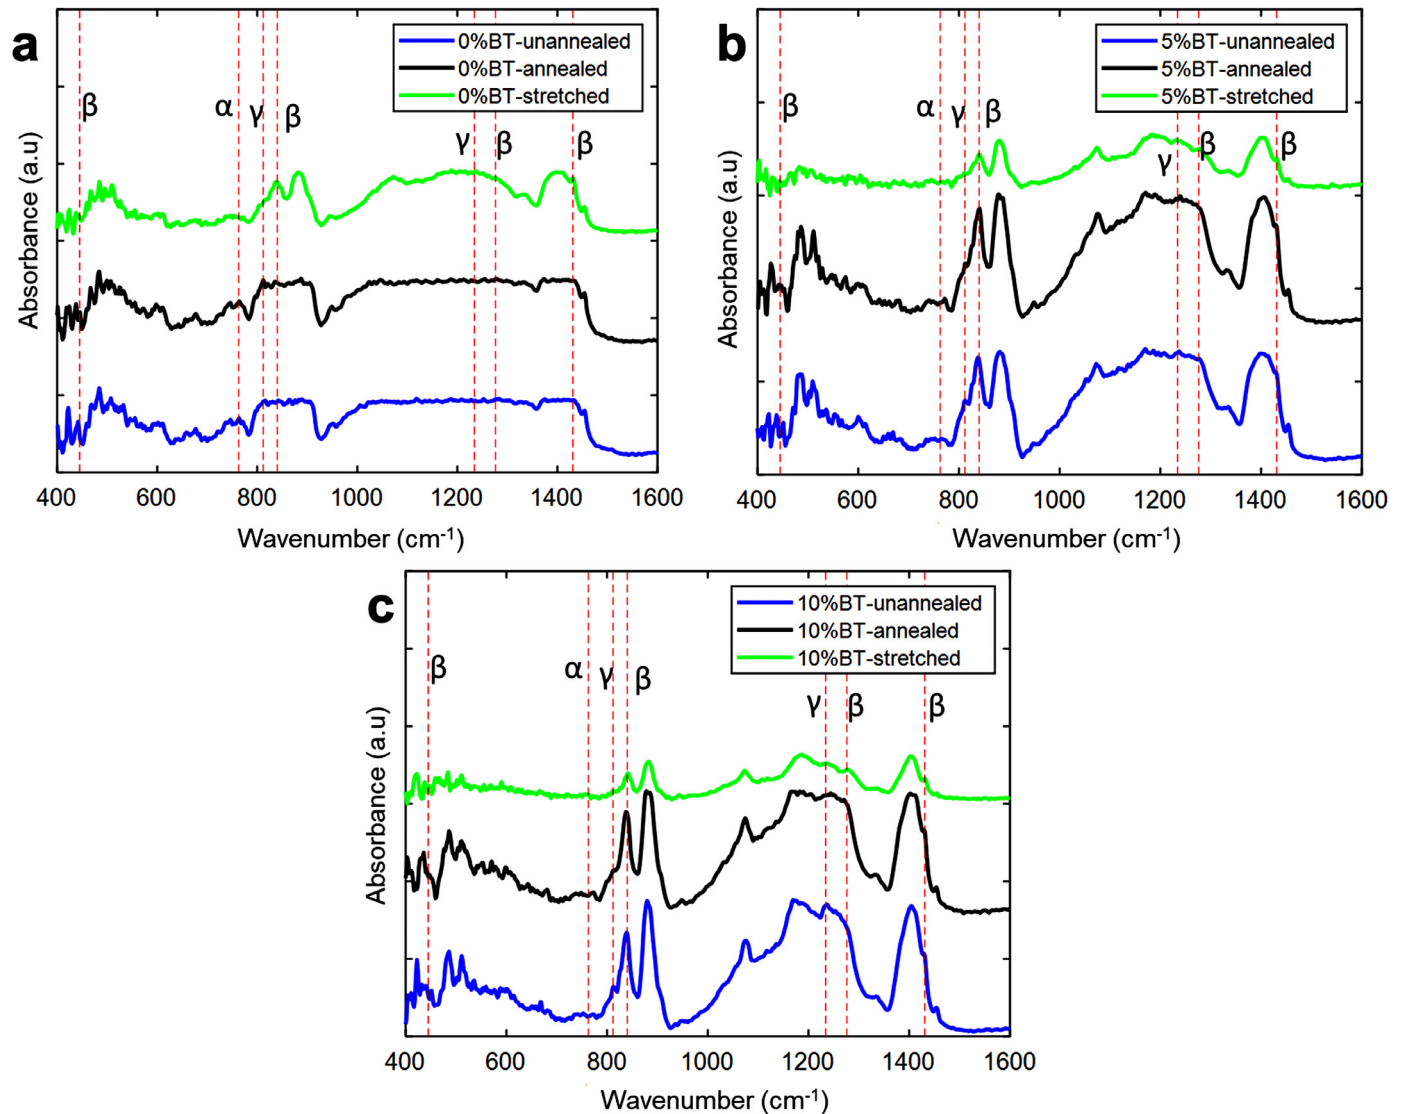 a
0%BT-unannealed
0%BT-annealed
0%BT-stretched
β
α
γ
β
γ
β
β
Absorbance (a.u)
400
600
800
1000
1200
1400
1600
Wavenumber (cm-1)
b
5%BT-unannealed
5%BT-annealed
5%BT-stretched
β
α
γ
β
γ
β
β
Absorbance (a.u)
400
600
800
1000
1200
1400
1600
Wavenumber (cm-1)
c
10%BT-unannealed
10%BT-annealed
10%BT-stretched
β
α
γ
β
γ
β
β
Absorbance (a.u)
400
600
800
1000
1200
1400
1600
Wavenumber (cm-1)